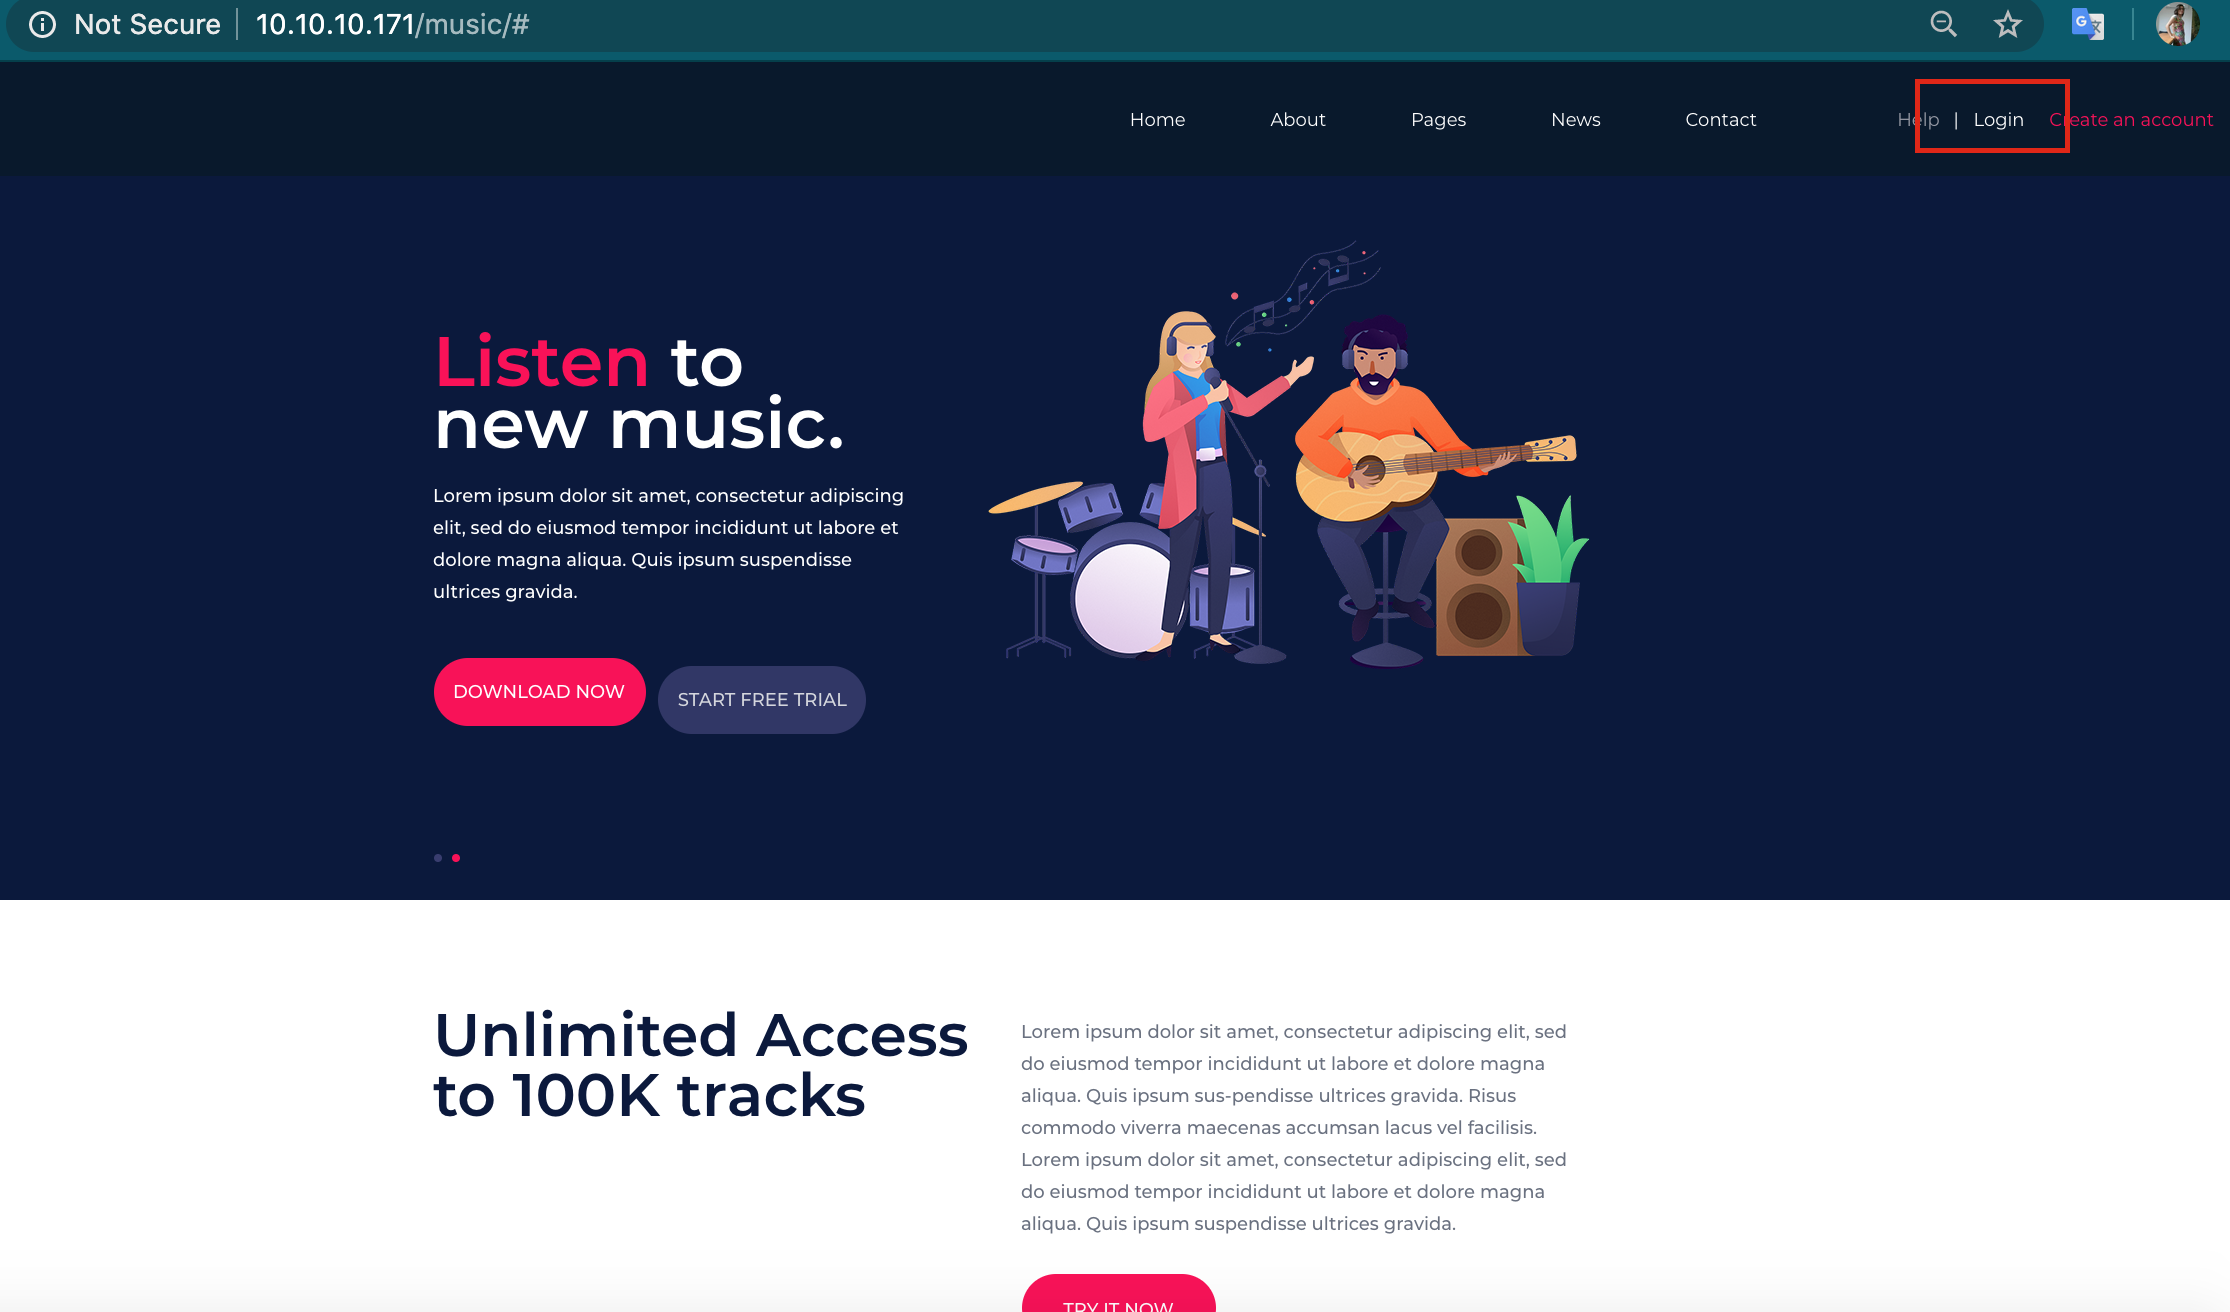 Not Secure | 10.10.10.171/music/#
Home About Pages News Contact Help | Login Create an account
Listen to
new music.
Lorem ipsum dolor sit amet, consectetur adipiscing
elit, sed do eiusmod tempor incididunt ut labore et
dolore magna aliqua. Quis ipsum suspendisse
ultrices gravida.
DOWNLOAD NOW
START FREE TRIAL
Unlimited Access
to 100K tracks
Lorem ipsum dolor sit amet, consectetur adipiscing elit, sed
do eiusmod tempor incididunt ut labore et dolore magna
aliqua. Quis ipsum sus-pendisse ultrices gravida. Risus
commodo viverra maecenas accumsan lacus vel facilisis.
Lorem ipsum dolor sit amet, consectetur adipiscing elit, sed
do eiusmod tempor incididunt ut labore et dolore magna
aliqua. Quis ipsum suspendisse ultrices gravida.
TRY IT NOW